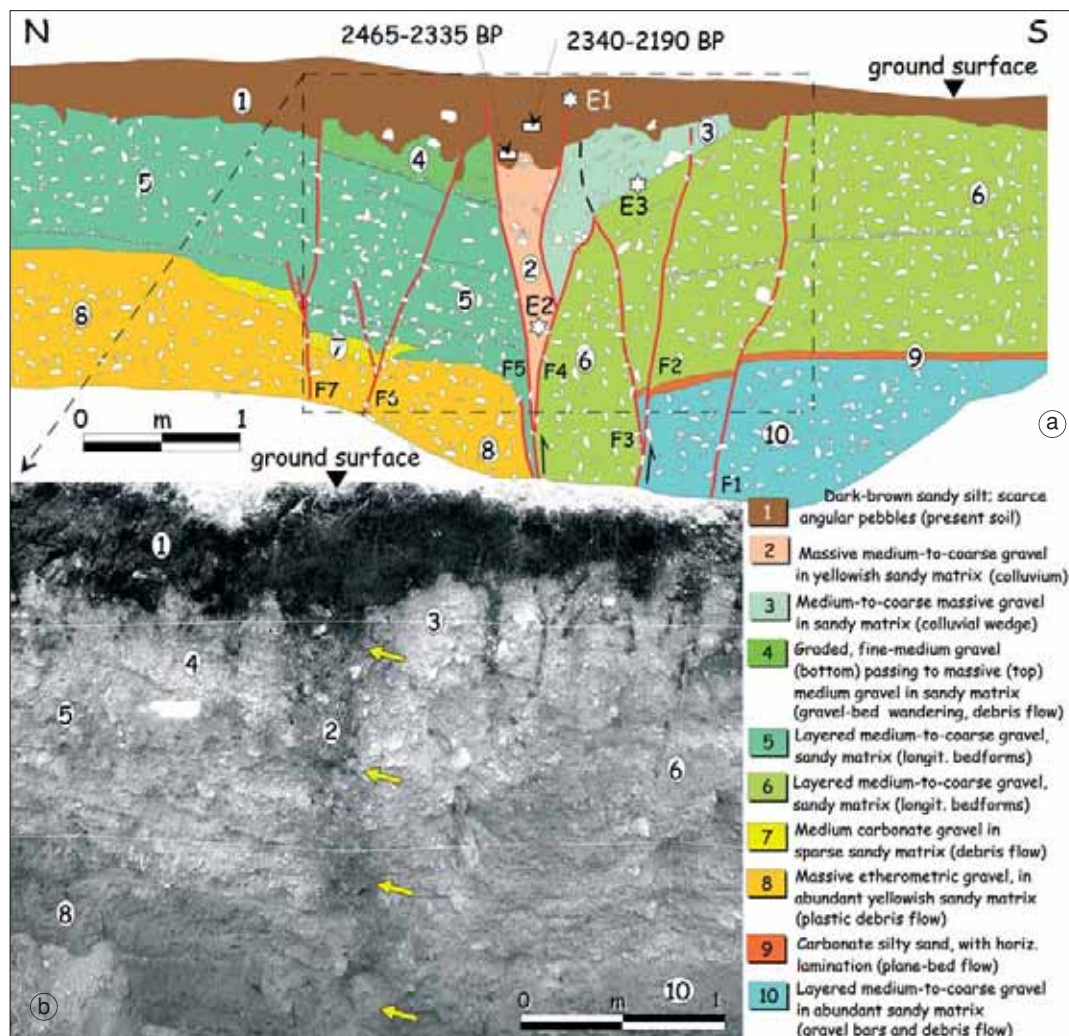 N
S
2465-2335 BP
2340-2190 BP
ground surface
1
E1
3
4
5
E3
6
2
8
5
E2
9
7
6
F5
F4
F2
F7
F6
0 m 1
F3
10
a
8
ground surface
F1
1
3
4
5
2
6
8
b
10
0 m 1
1 Dark-brown sandy silt; scarce
angular pebbles (present soil)
2 Massive medium-to-coarse gravel
in yellowish sandy matrix (colluvium)
3 Medium-to-coarse massive gravel
in sandy matrix (colluvial wedge)
4 Graded, fine-medium gravel
(bottom) passing to massive (top)
medium gravel in sandy matrix
(gravel-bed wandering, debris flow)
5 Layered medium-to-coarse gravel,
sandy matrix (longit. bedforms)
6 Layered medium-to-coarse gravel,
sandy matrix (longit. bedforms)
7 Medium carbonate gravel in
sparse sandy matrix (debris flow)
8 Massive etherometric gravel, in
abundant yellowish sandy matrix
(plastic debris flow)
9 Carbonate silty sand, with horiz.
lamination (plane-bed flow)
10 Layered medium-to-coarse gravel
in abundant sandy matrix
(gravel bars and debris flow)